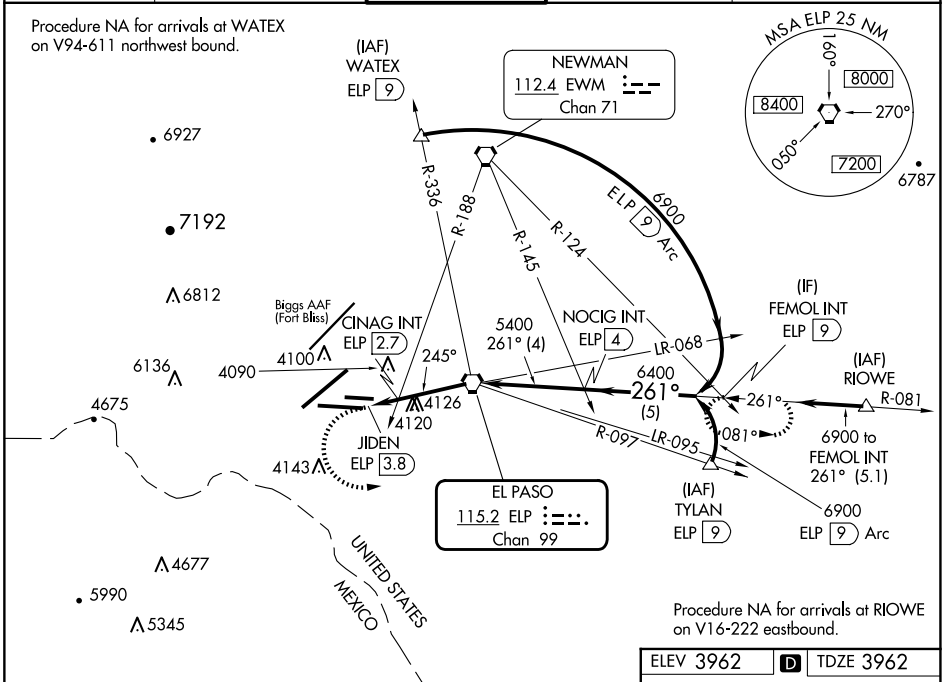 Procedure NA for arrivals at WATEX
on V94-611 northwest bound.
(IAF)
WATEX
ELP 9
NEWMAN
112.4 EWM
Chan 71
MSA ELP 25 NM
160°
8000
8400
270°
050°
7200
6787
6927
7192
6812
R-336
R-188
R-145
R-124
6900
ELP 9 Arc
Biggs AAF
(Fort Bliss)
CINAG INT
ELP 2.7
4100
4090
6136
245°
5400
261° (4)
NOCIG INT
ELP 4
LR-068
(IF)
FEMOL INT
ELP 9
(IAF)
RIOWE
R-081
6400
261°
(5)
261°
081°
4675
4126
4120
JIDEN
ELP 3.8
4143
R-097
LR-095
6900 to
FEMOL INT
261° (5.1)
(IAF)
TYLAN
ELP 9
6900
ELP 9 Arc
EL PASO
115.2 ELP
Chan 99
UNITED STATES
MEXICO
4677
5990
5345
Procedure NA for arrivals at RIOWE
on V16-222 eastbound.
ELEV 3962 D TDZE 3962